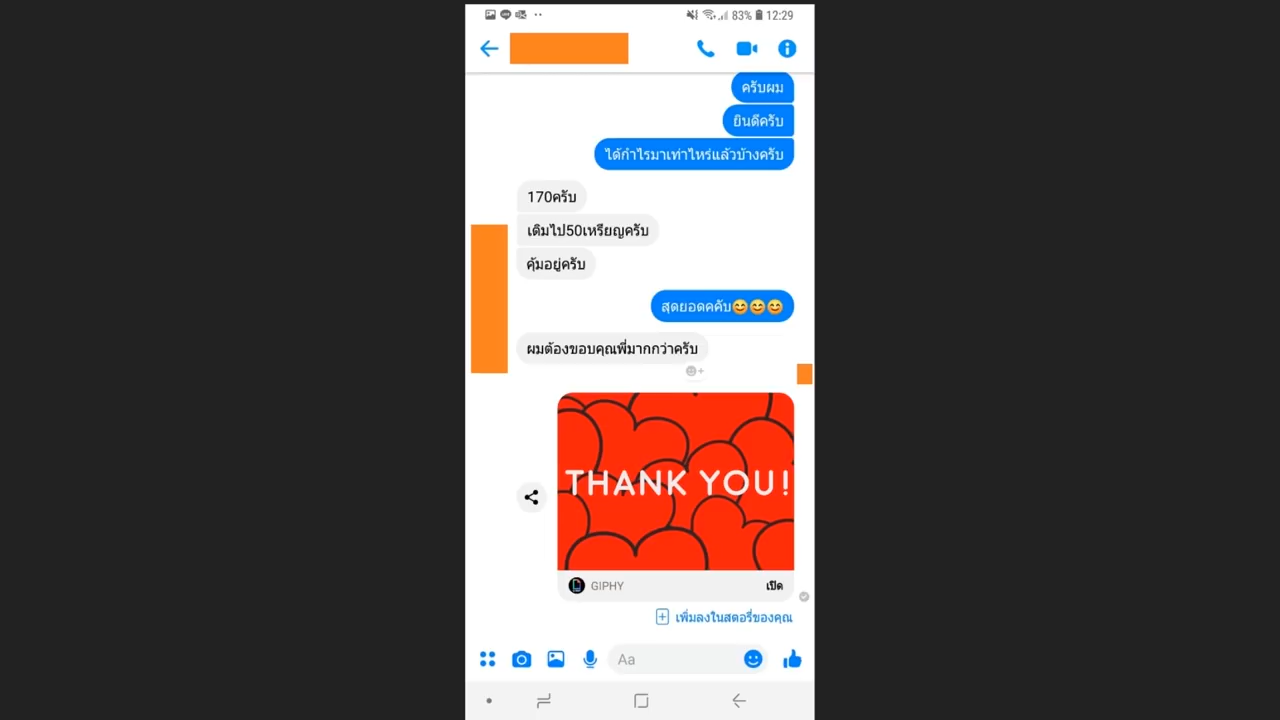 83% 12:29
ครับผม
ยินดีครับ
ได้กำไรมาเท่าไหร่แล้วบ้างครับ
170ครับ
เติมไป50เหรียญครับ
คุ้มอยู่ครับ
สุดยอดคคับ😊😊😊
ผมต้องขอบคุณพี่มากกว่าครับ
THANK YOU!
GIPHY เปิด
เพิ่มลงในสตอรี่ของคุณ
Aa